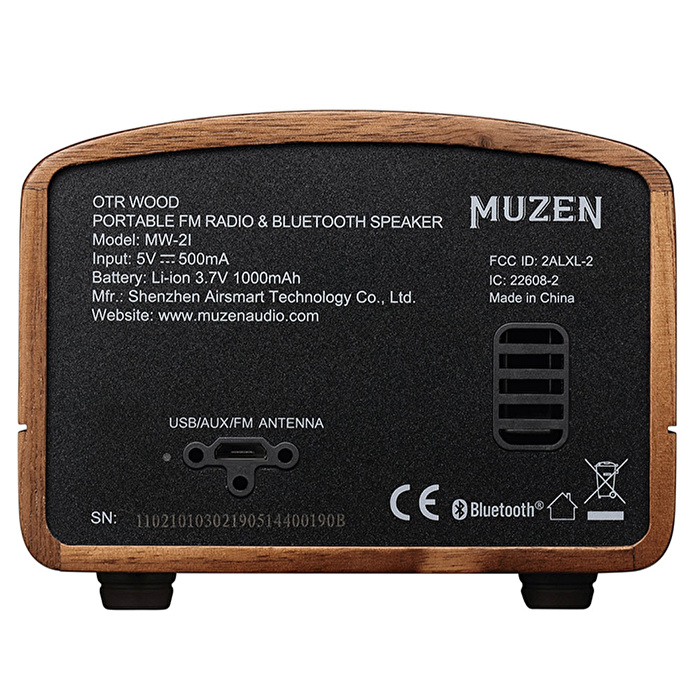 OTR WOOD
PORTABLE FM RADIO & BLUETOOTH SPEAKER
Model: MW-2I
Input: 5V ⎓ 500mA
Battery: Li-ion 3.7V 1000mAh
Mfr.: Shenzhen Airsmart Technology Co., Ltd.
Website: www.muzenaudio.com
MUZEN
FCC ID: 2ALXL-2
IC: 22608-2
Made in China
USB/AUX/FM ANTENNA
SN: 11021010302190514400190B
CE Bluetooth®